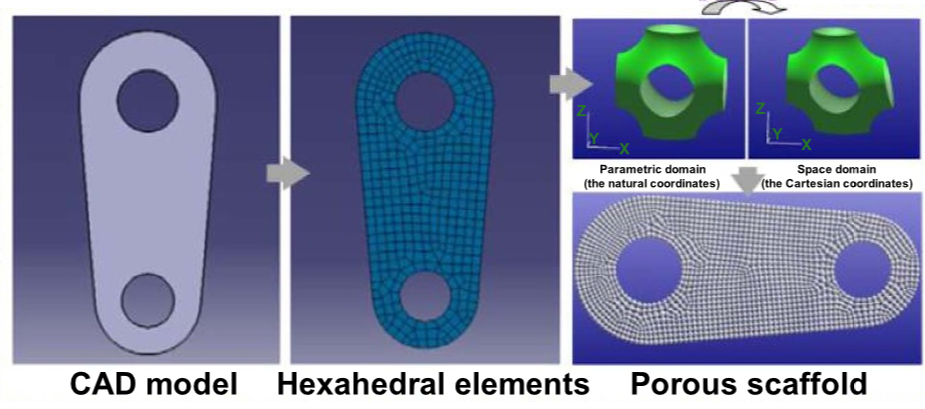 Z
Y
X
Z
Y
X
Parametric domain
(the natural coordinates)
Space domain
(the Cartesian coordinates)
CAD model
Hexahedral elements
Porous scaffold